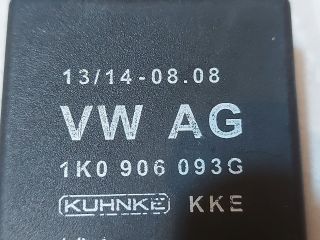 13/14-08.08
VW AG
1K0 906 093G
KUHNKE KKE